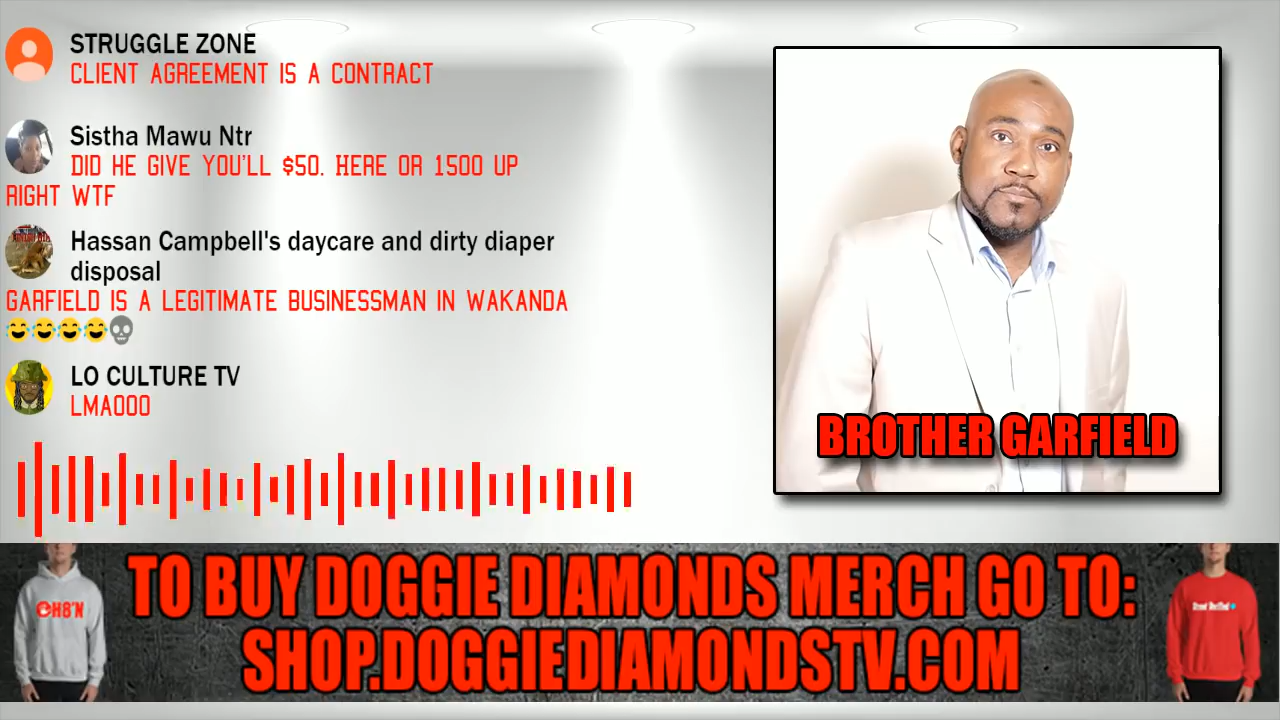 STRUGGLE ZONE
CLIENT AGREEMENT IS A CONTRACT
Sistha Mawu Ntr
DID HE GIVE YOU'LL $50. HERE OR 1500 UP
RIGHT WTF
Hassan Campbell's daycare and dirty diaper
disposal
GARFIELD IS A LEGITIMATE BUSINESSMAN IN WAKANDA
😂😂😂😂💀
LO CULTURE TV
LMAOOO
BROTHER GARFIELD
TO BUY DOGGIE DIAMONDS MERCH GO TO:
SHOP.DOGGIEDIAMONDSTV.COM